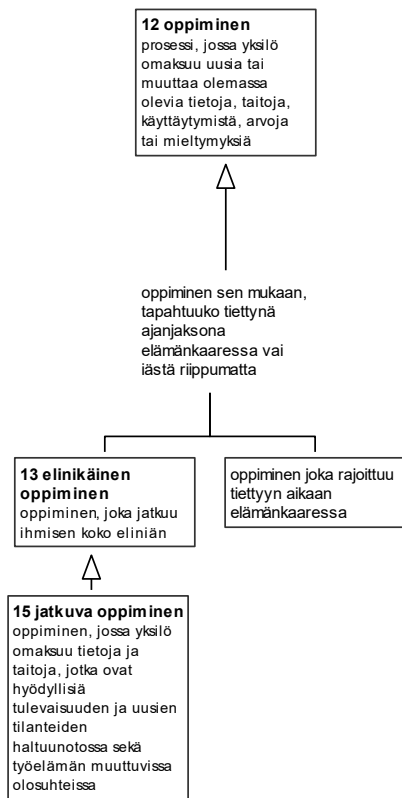 12 oppiminen
prosessi, jossa yksilö
omaksuu uusia tai
muuttaa olemassa
olevia tietoja, taitoja,
käyttäytymistä, arvoja
tai mieltymyksiä
oppiminen sen mukaan,
tapahtuuko tiettynä
ajanjaksona
elämänkaaressa vai
iästä riippumatta
13 elinikäinen
oppiminen
oppiminen, joka jatkuu
ihmisen koko eliniän
oppiminen joka rajoittuu
tiettyyn aikaan
elämänkaaressa
15 jatkuva oppiminen
oppiminen, jossa yksilö
omaksuu tietoja ja
taitoja, jotka ovat
hyödyllisiä
tulevaisuuden ja uusien
tilanteiden
haltuunotossa sekä
työelämän muuttuvissa
olosuhteissa